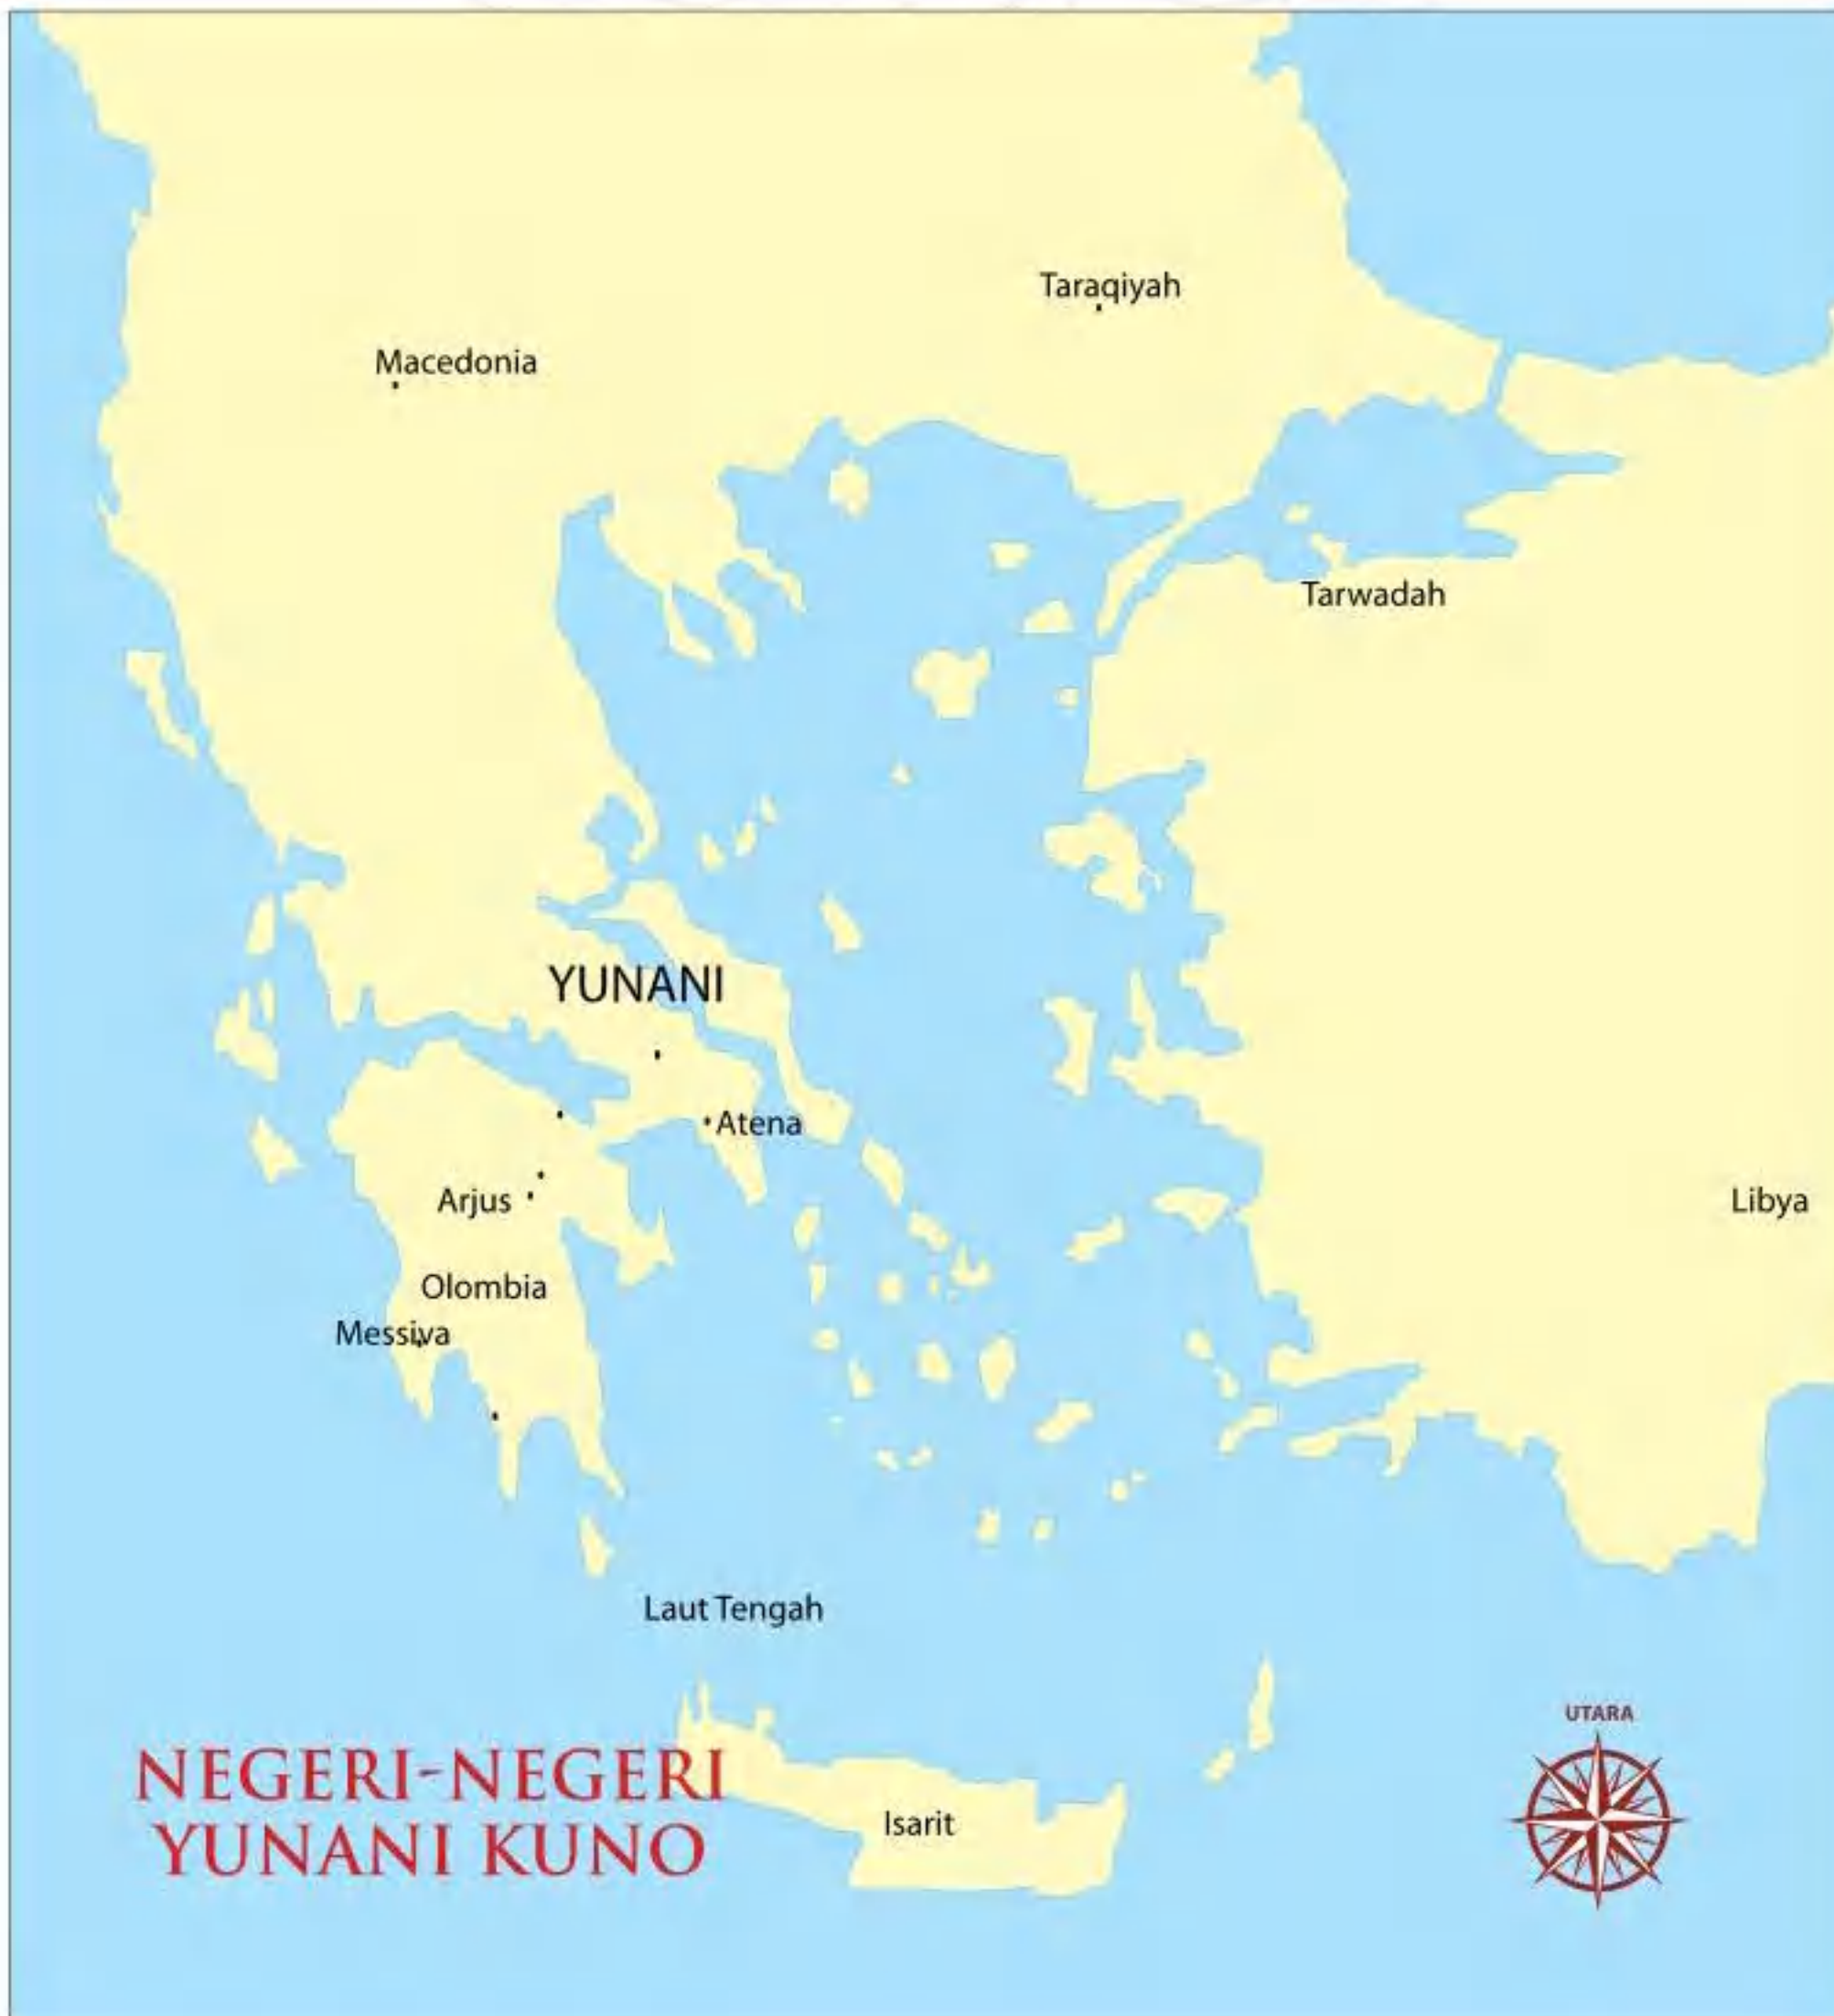 Taraqiyah
Macedonia
Tarwadah
YUNANI
Atena
Arjus
Libya
Olombia
Messiva
Laut Tengah
UTARA
NEGERI-NEGERI
YUNANI KUNO
Isarit